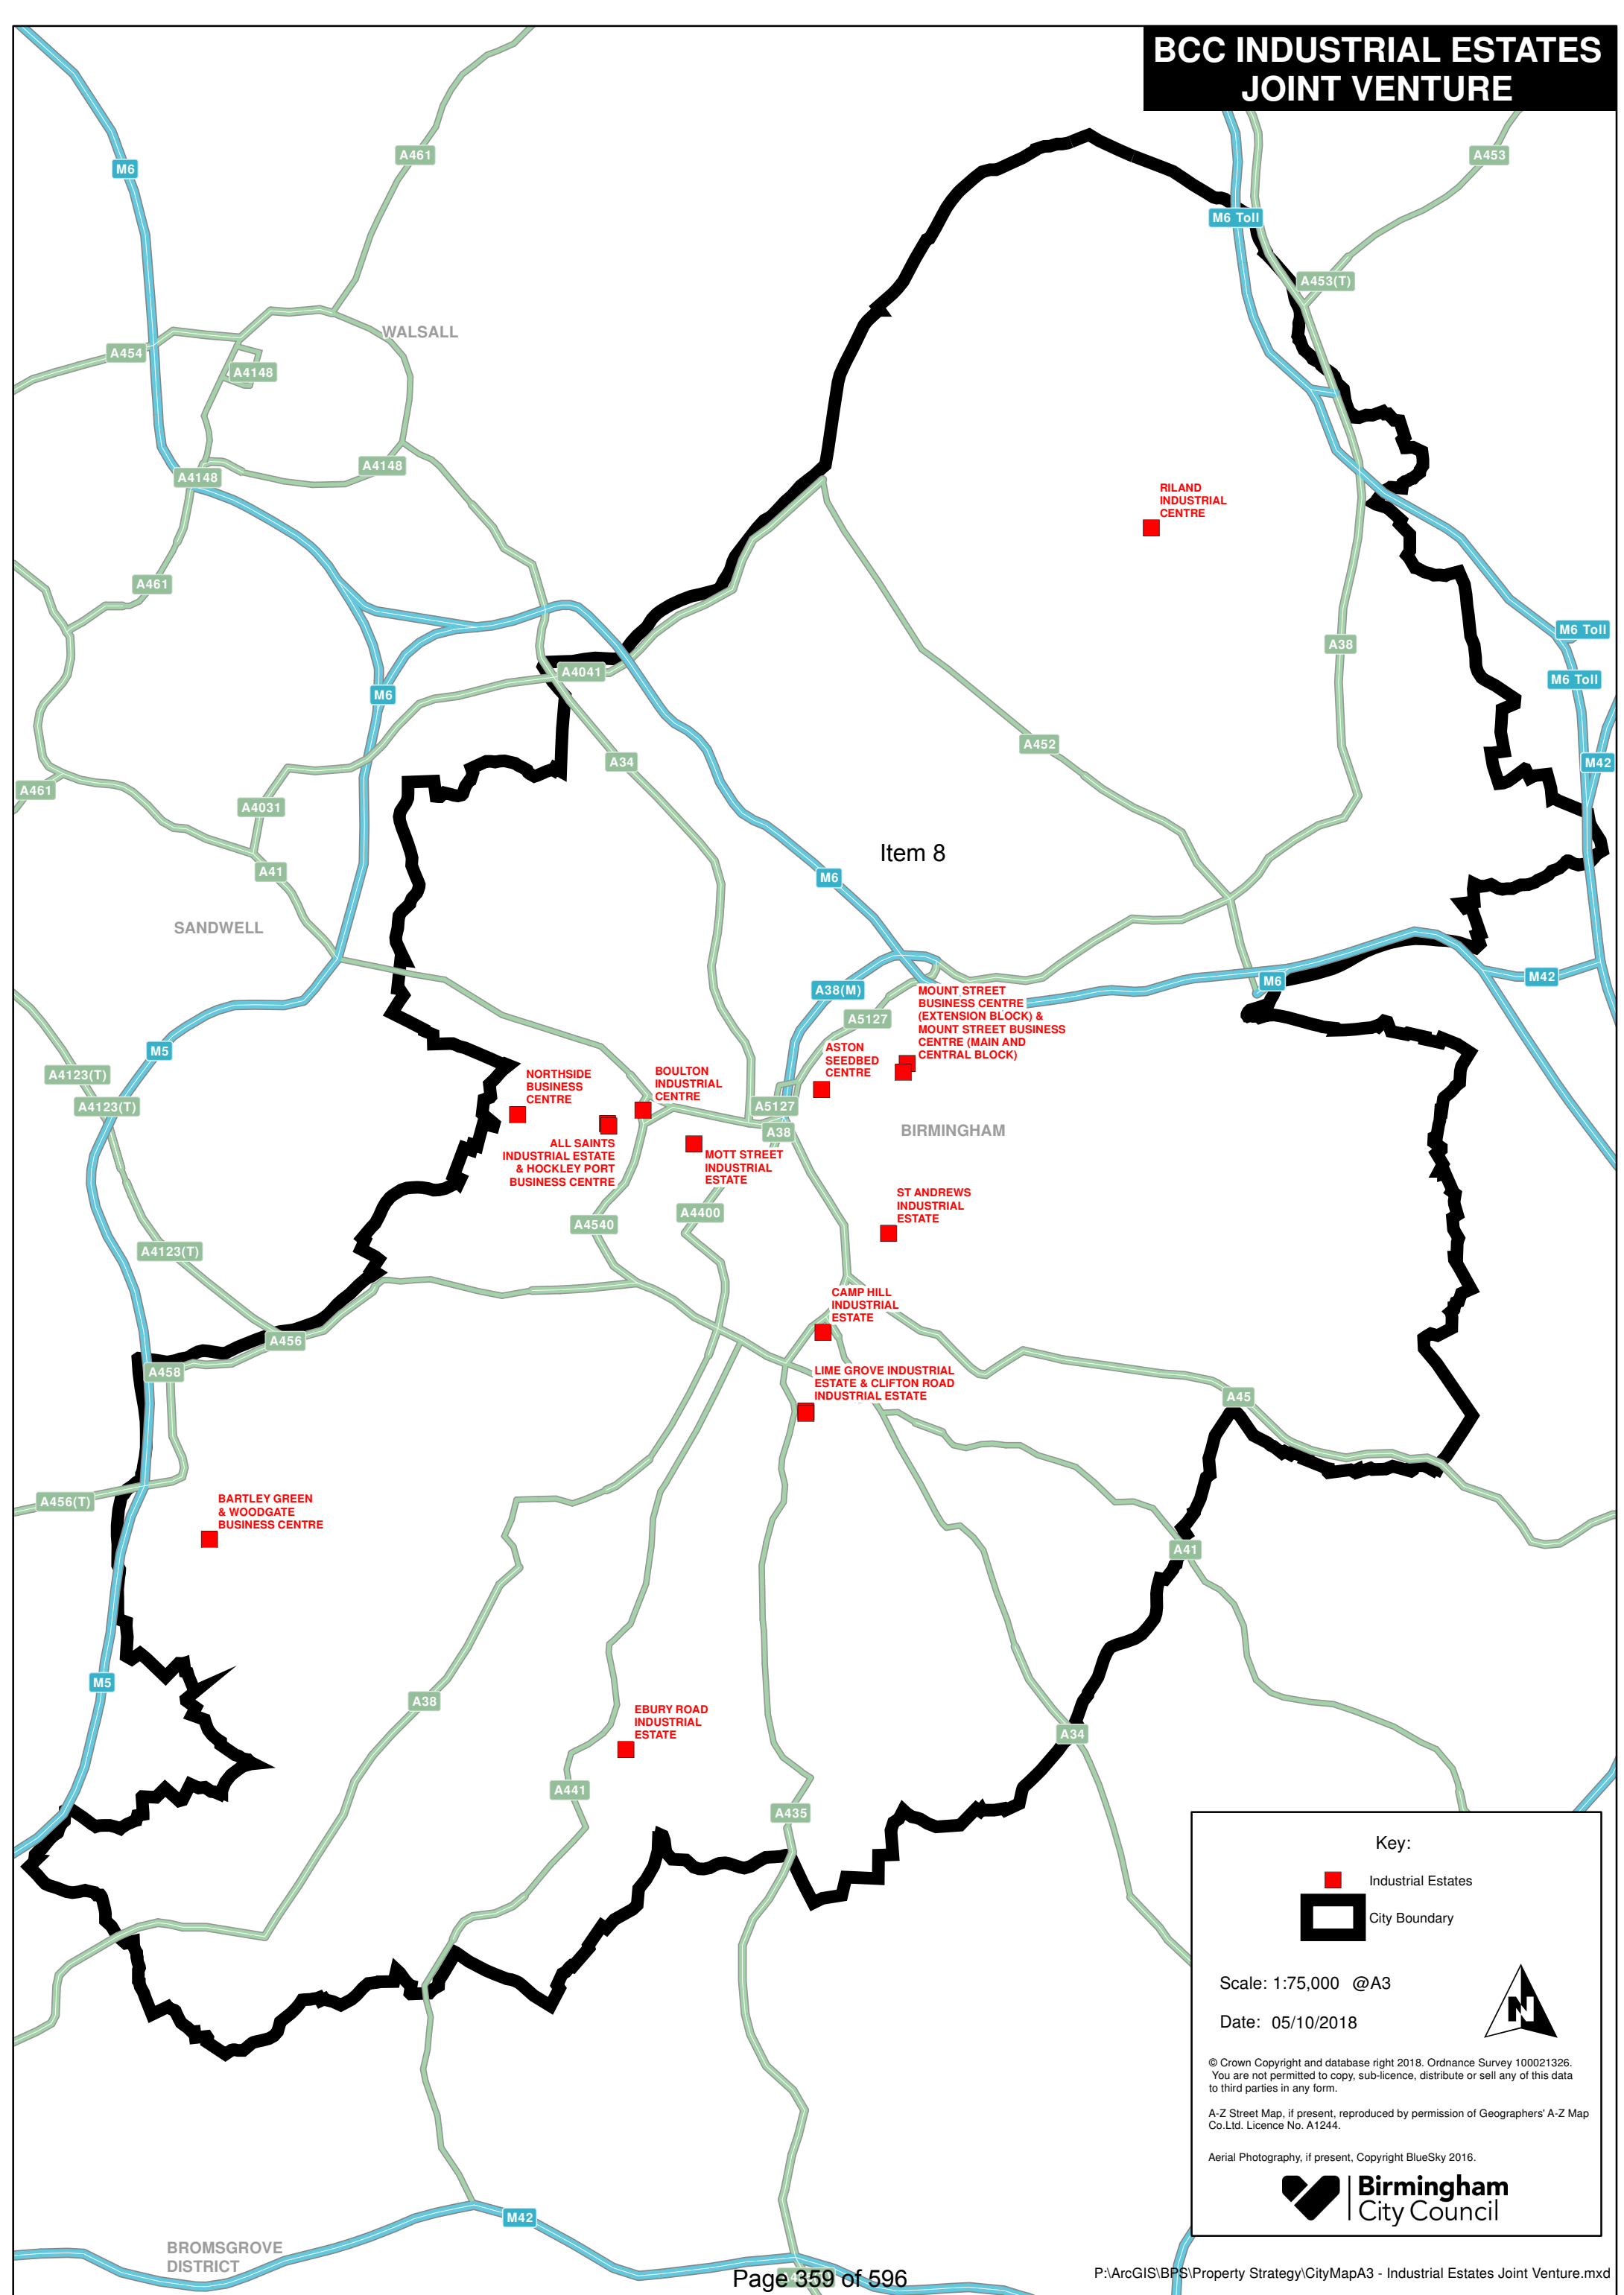 BCC INDUSTRIAL ESTATES
JOINT VENTURE
M6
A461
A453
M6 Toll
A453(T)
WALSALL
A454
A4148
A4148
A4148
RILAND
INDUSTRIAL
CENTRE
A461
M6 Toll
A38
A4041
M6 Toll
M6
A452
A34
M42
A461
A4031
Item 8
A41
M6
SANDWELL
M42
M6
A38(M)
MOUNT STREET
BUSINESS CENTRE
(EXTENSION BLOCK) &
MOUNT STREET BUSINESS
CENTRE (MAIN AND
CENTRAL BLOCK)
A5127
ASTON
SEEDBED
CENTRE
M5
A4123(T)
NORTHSIDE
BUSINESS
CENTRE
BOULTON
INDUSTRIAL
CENTRE
A4123(T)
A5127
A38
BIRMINGHAM
ALL SAINTS
INDUSTRIAL ESTATE
& HOCKLEY PORT
BUSINESS CENTRE
MOTT STREET
INDUSTRIAL
ESTATE
ST ANDREWS
INDUSTRIAL
ESTATE
A4400
A4540
A4123(T)
CAMP HILL
INDUSTRIAL
ESTATE
A456
A458
LIME GROVE INDUSTRIAL
ESTATE & CLIFTON ROAD
INDUSTRIAL ESTATE
A45
A456(T)
BARTLEY GREEN
& WOODGATE
BUSINESS CENTRE
A41
M5
A38
EBURY ROAD
INDUSTRIAL
ESTATE
A34
A441
A435
Key:
Industrial Estates
City Boundary
Scale: 1:75,000 @A3
Date: 05/10/2018
N
© Crown Copyright and database right 2018. Ordnance Survey 100021326.
You are not permitted to copy, sub-licence, distribute or sell any of this data
to third parties in any form.
A-Z Street Map, if present, reproduced by permission of Geographers' A-Z Map
Co.Ltd. Licence No. A1244.
Aerial Photography, if present, Copyright BlueSky 2016.
Birmingham
City Council
M42
BROMSGROVE
DISTRICT
Page 359 of 596
P:\ArcGIS\BPS\Property Strategy\CityMapA3 - Industrial Estates Joint Venture.mxd